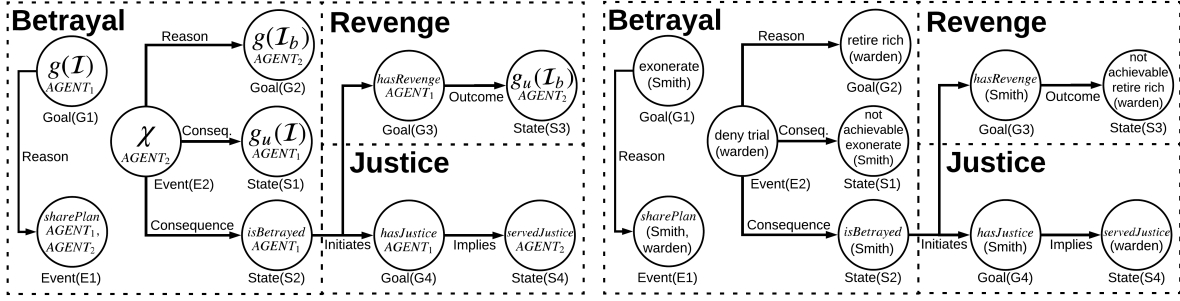 Betrayal
g(I)
AGENT₁
Goal(G1)
Reason
sharePlan
AGENT₁,
AGENT₂
Event(E1)
χ
AGENT₂
Event(E2)
Reason
g(I_b)
AGENT₂
Goal(G2)
Conseq.
g_u(I)
AGENT₁
State(S1)
Consequence
isBetrayed
AGENT₁
State(S2)
Revenge
hasRevenge
AGENT₁
Goal(G3)
Outcome
g_u(I_b)
AGENT₂
State(S3)
Justice
Initiates
hasJustice
AGENT₁
Goal(G4)
Implies
servedJustice
AGENT₂
State(S4)
Betrayal
exonerate
(Smith)
Goal(G1)
Reason
sharePlan
(Smith,
warden)
Event(E1)
deny trial
(warden)
Event(E2)
Reason
retire rich
(warden)
Goal(G2)
Conseq.
not
achievable
exonerate
(Smith)
State(S1)
Consequence
isBetrayed
(Smith)
State(S2)
Revenge
hasRevenge
(Smith)
Goal(G3)
Outcome
not
achievable
retire rich
(warden)
State(S3)
Justice
Initiates
hasJustice
(Smith)
Goal(G4)
Implies
servedJustice
(warden)
State(S4)